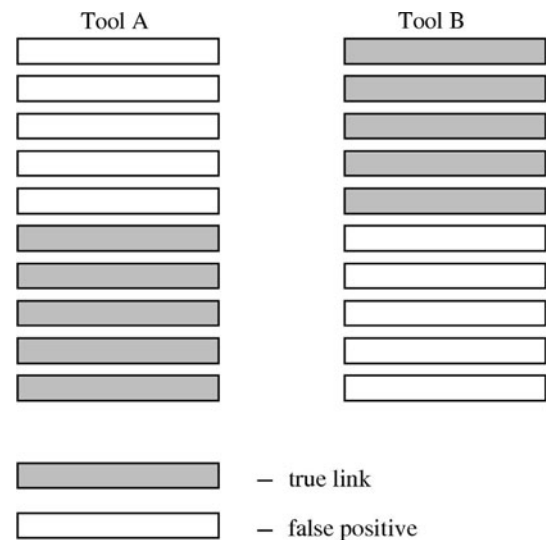 Tool A
Tool B
– true link
– false positive